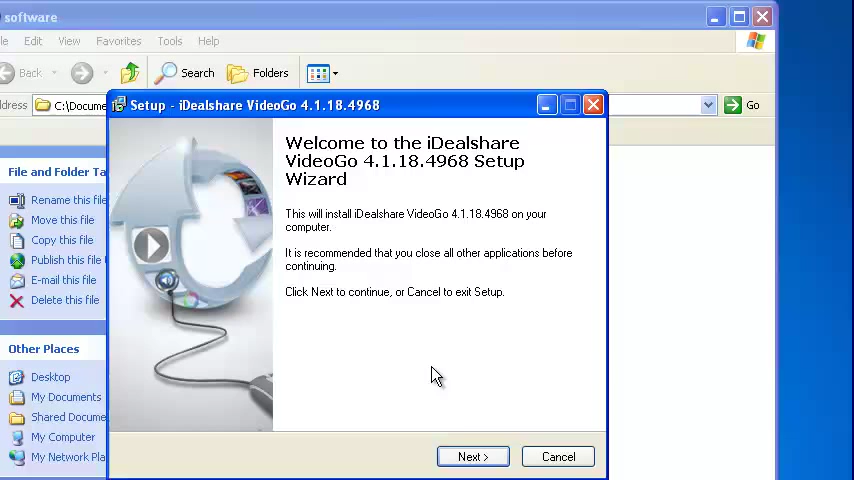 software
Edit View Favorites Tools Help
Back Search Folders
C:\Docume Go
Setup - iDealshare VideoGo 4.1.18.4968
Welcome to the iDealshare
VideoGo 4.1.18.4968 Setup
Wizard
This will install iDealshare VideoGo 4.1.18.4968 on your
computer.
It is recommended that you close all other applications before
continuing.
Click Next to continue, or Cancel to exit Setup.
Next > Cancel
File and Folder Ta
Rename this file
Move this file
Copy this file
Publish this file
E-mail this file
Delete this file
Other Places
Desktop
My Documents
Shared Docume
My Computer
My Network Pla